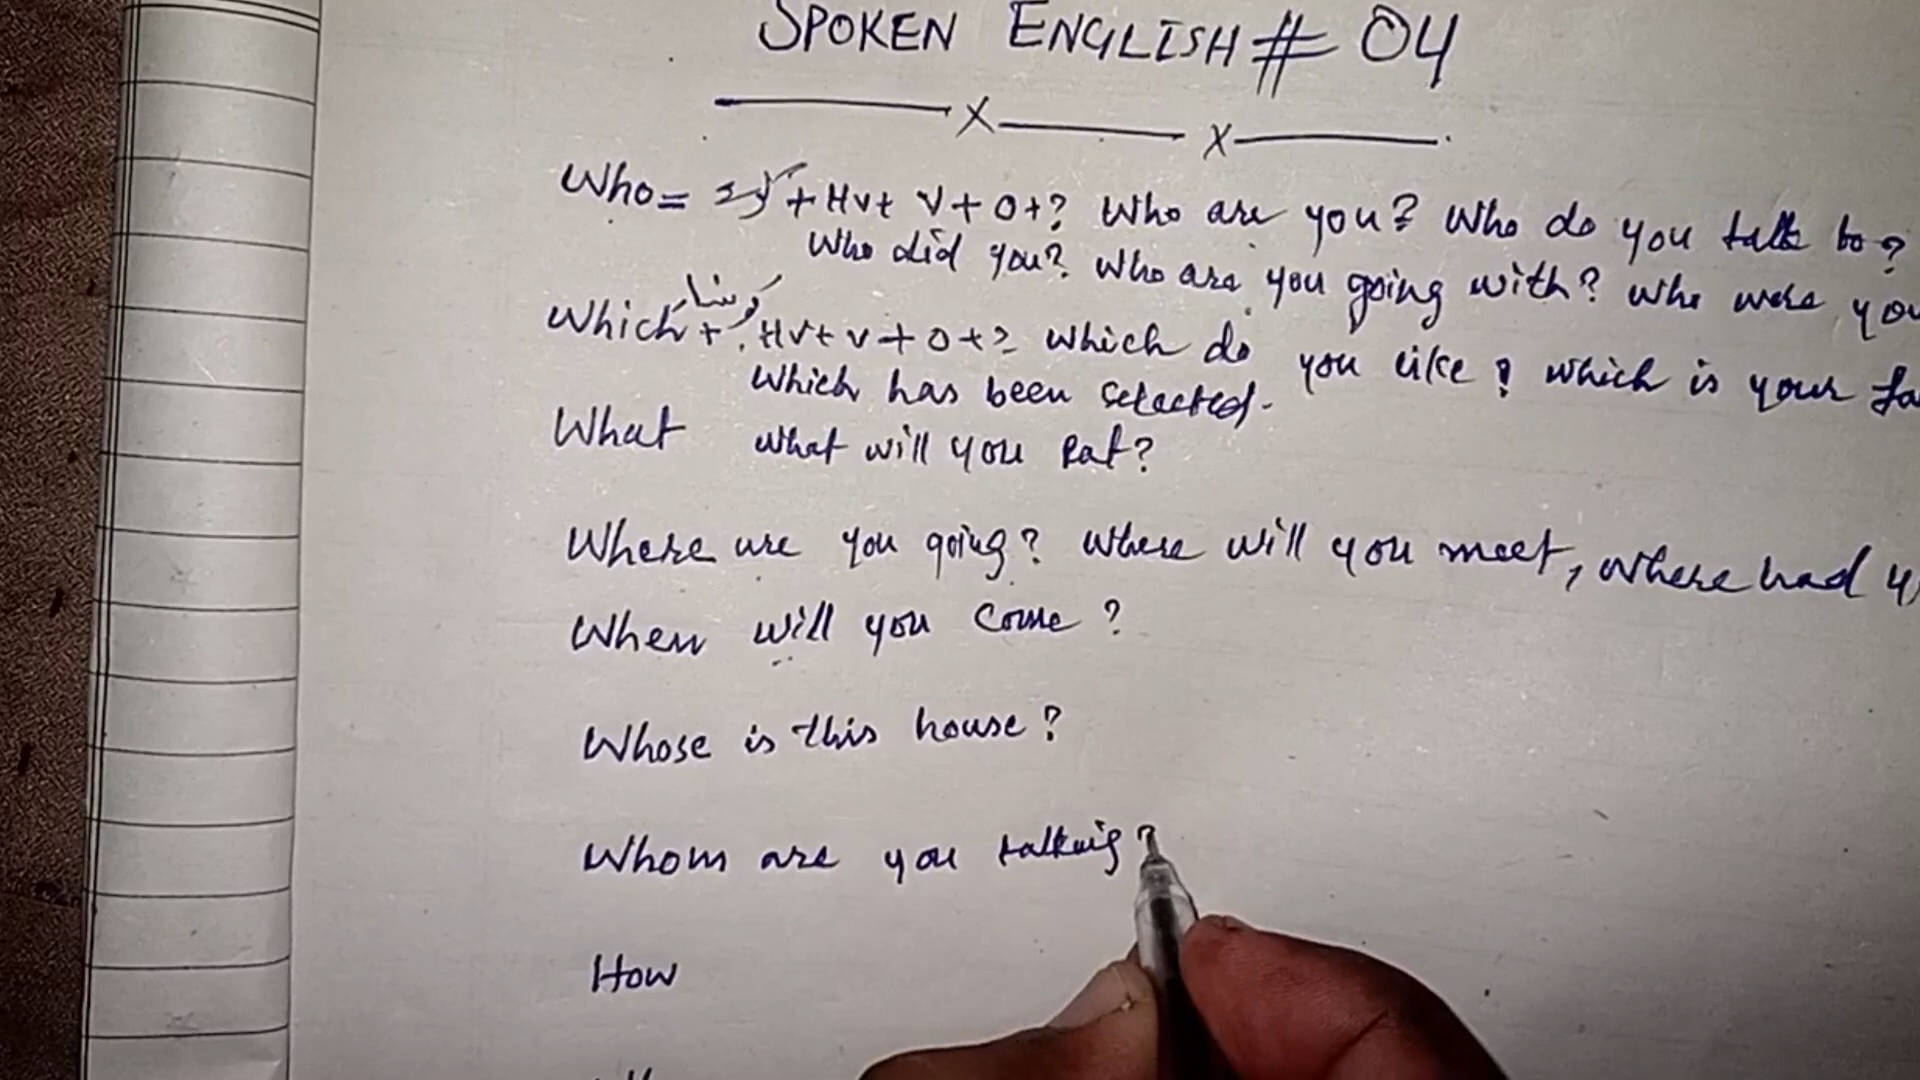 SPOKEN ENGLISH # 04
Who = + Hv + V + O + ? Who are you? Who do you talk to?
Who did you? Who are you going with? Who were you
کونسا
Which + Hv + v + O + ? Which do you like? Which is your fa
Which has been selected.
What What will you eat?
Where are you going? Where will you meet, Where had y
When will you come?
Whose is this house?
Whom are you talking?
How